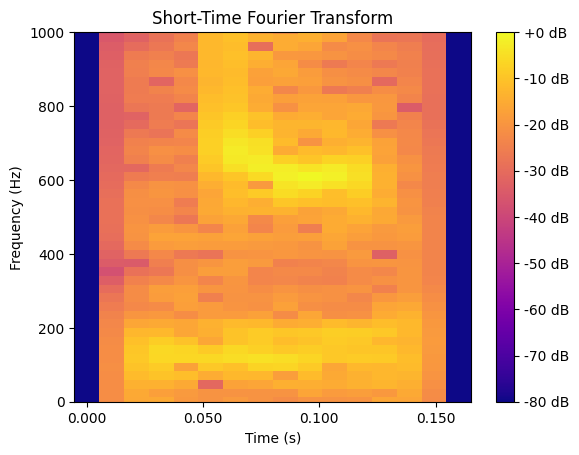 Short-Time Fourier Transform
1000
800
600
400
200
0
Frequency (Hz)
0.000
0.050
0.100
0.150
Time (s)
+0 dB
-10 dB
-20 dB
-30 dB
-40 dB
-50 dB
-60 dB
-70 dB
-80 dB